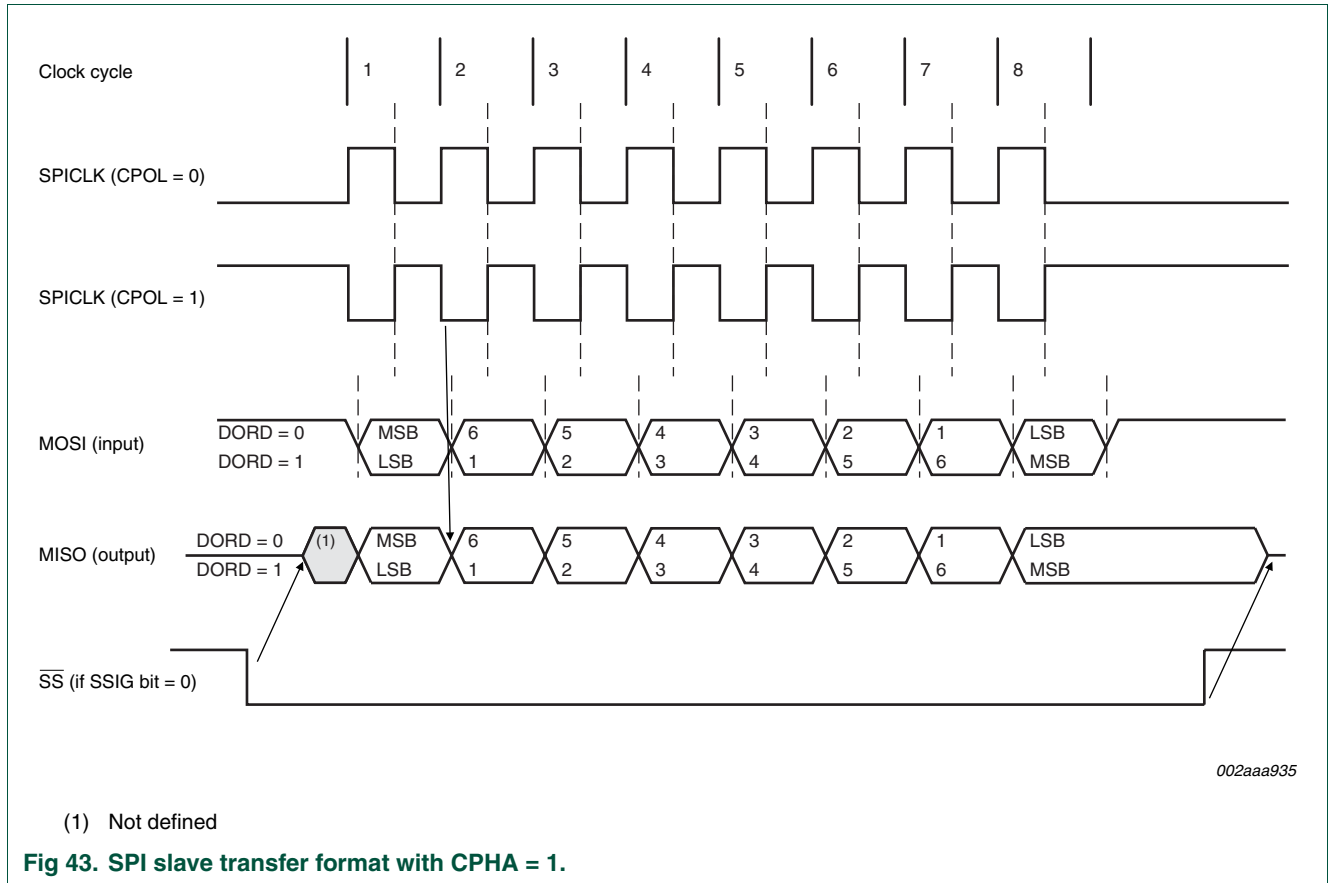 Clock cycle 1 2 3 4 5 6 7 8
SPICLK (CPOL = 0)
SPICLK (CPOL = 1)
MOSI (input) DORD = 0 MSB 6 5 4 3 2 1 LSB
DORD = 1 LSB 1 2 3 4 5 6 MSB
MISO (output) DORD = 0 (1) MSB 6 5 4 3 2 1 LSB
DORD = 1 LSB 1 2 3 4 5 6 MSB
SS (if SSIG bit = 0)
002aaa935
(1) Not defined
Fig 43. SPI slave transfer format with CPHA = 1.